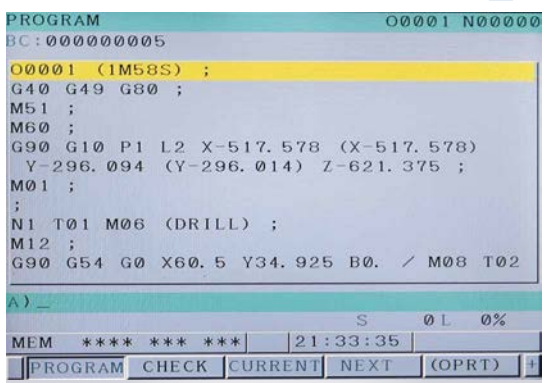 PROGRAM O0001 N00000
BC:000000005
O0001 (1M58S) ;
G40 G49 G80 ;
M51 ;
M60 ;
G90 G10 P1 L2 X-517.578 (X-517.578)
Y-296.094 (Y-296.014) Z-621.375 ;
M01 ;
;
N1 T01 M06 (DRILL) ;
M12 ;
G90 G54 G0 X60.5 Y34.925 B0. / M08 T02
A)_
S 0 L 0%
MEM **** *** *** 21:33:35
PROGRAM CHECK CURRENT NEXT (OPRT) +